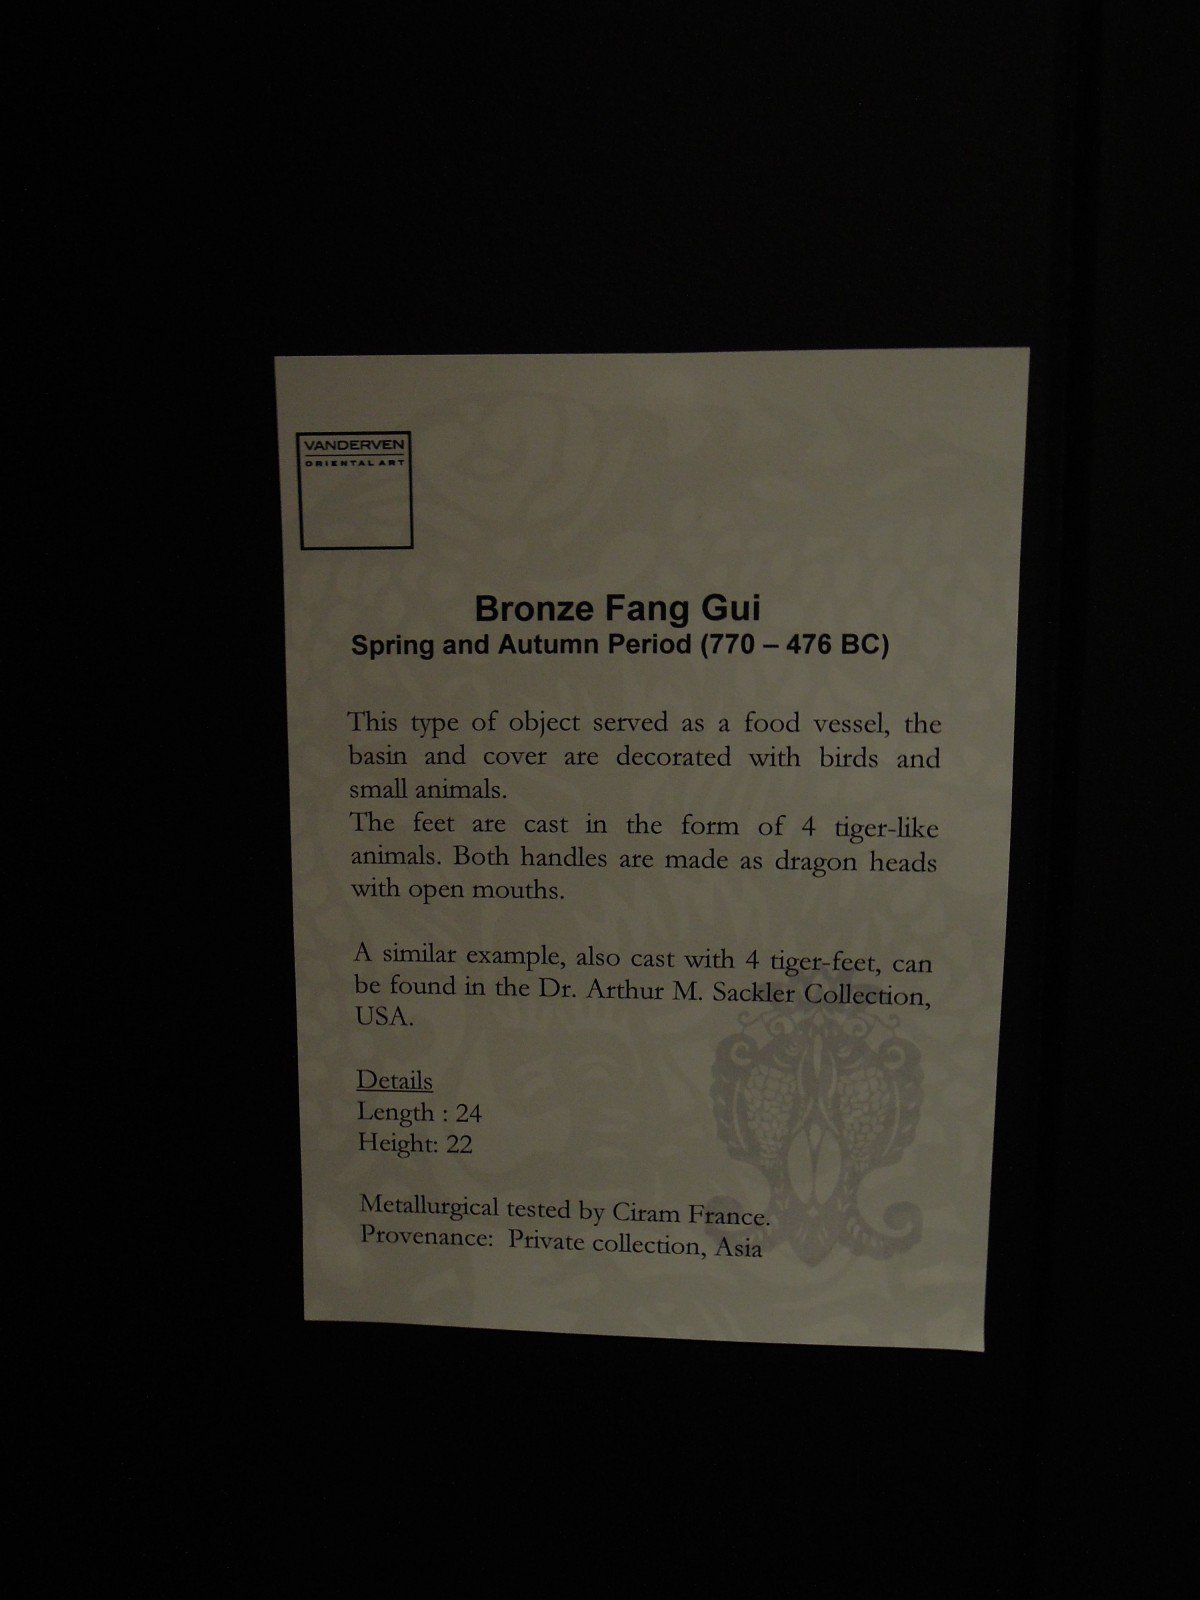 VANDERVEN
ORIENTAL ART
Bronze Fang Gui
Spring and Autumn Period (770 – 476 BC)
This type of object served as a food vessel, the
basin and cover are decorated with birds and
small animals.
The feet are cast in the form of 4 tiger-like
animals. Both handles are made as dragon heads
with open mouths.
A similar example, also cast with 4 tiger-feet, can
be found in the Dr. Arthur M. Sackler Collection,
USA.
Details
Length : 24
Height: 22
Metallurgical tested by Ciram France.
Provenance: Private collection, Asia